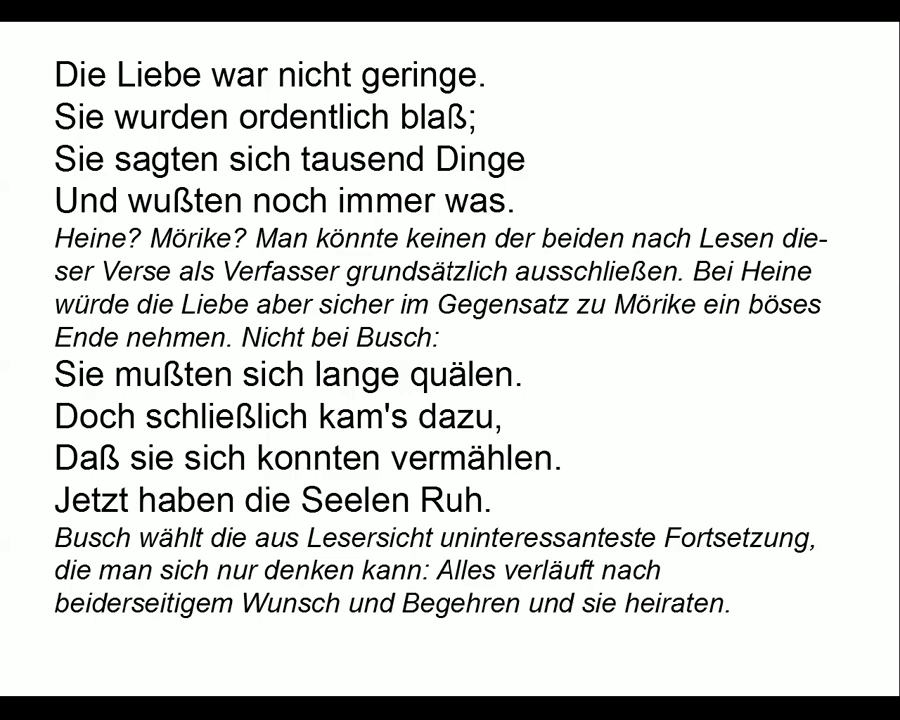 Die Liebe war nicht geringe.
Sie wurden ordentlich blaß;
Sie sagten sich tausend Dinge
Und wußten noch immer was.
Heine? Mörike? Man könnte keinen der beiden nach Lesen die-
ser Verse als Verfasser grundsätzlich ausschließen. Bei Heine
würde die Liebe aber sicher im Gegensatz zu Mörike ein böses
Ende nehmen. Nicht bei Busch:
Sie mußten sich lange quälen.
Doch schließlich kam's dazu,
Daß sie sich konnten vermählen.
Jetzt haben die Seelen Ruh.
Busch wählt die aus Lesersicht uninteressanteste Fortsetzung,
die man sich nur denken kann: Alles verläuft nach
beiderseitigem Wunsch und Begehren und sie heiraten.